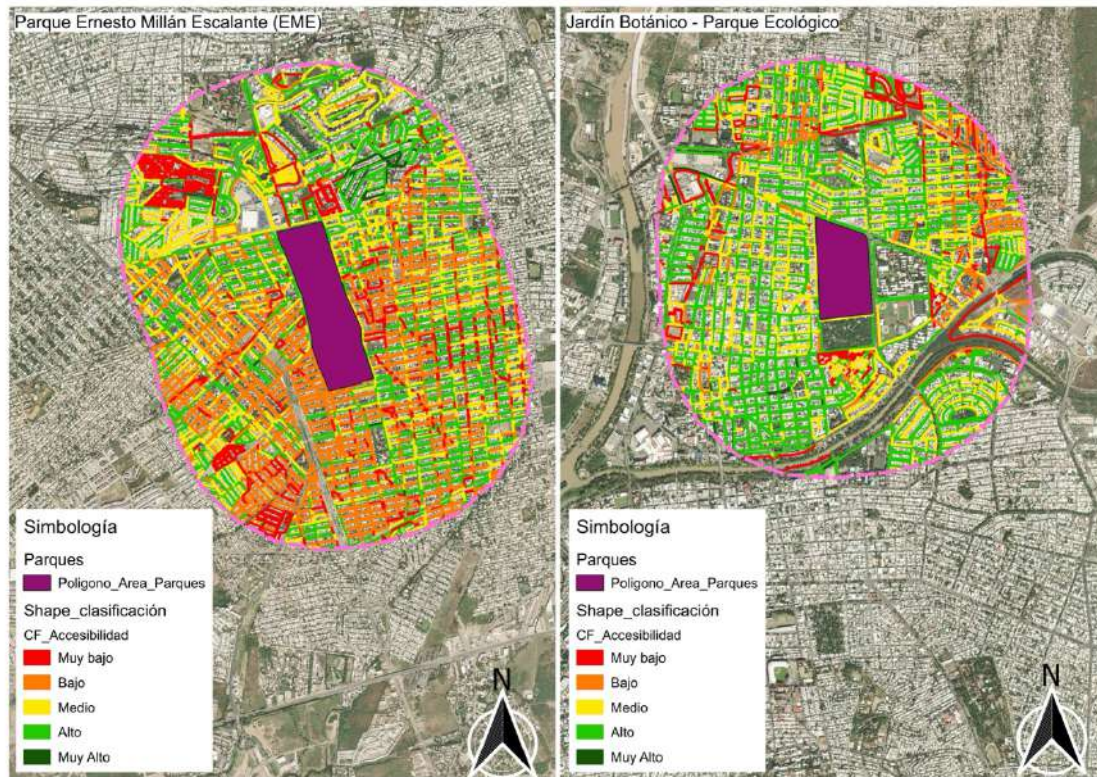 Parque Ernesto Millán Escalante (EME)
Simbología
Parques
Poligono_Area_Parques
Shape_clasificación
CF_Accesibilidad
Muy bajo
Bajo
Medio
Alto
Muy Alto
N
Jardín Botánico - Parque Ecológico
Simbología
Parques
Poligono_Area_Parques
Shape_clasificación
CF_Accesibilidad
Muy bajo
Bajo
Medio
Alto
Muy Alto
N